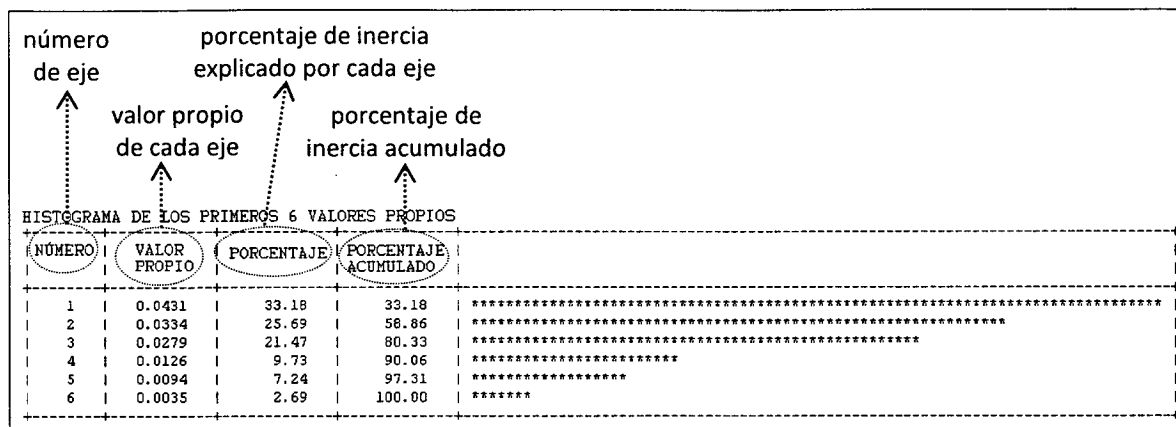 número
de eje
porcentaje de inercia
explicado por cada eje
valor propio
de cada eje
porcentaje de
inercia acumulado
HISTOGRAMA DE LOS PRIMEROS 6 VALORES PROPIOS
NÚMERO | VALOR PROPIO | PORCENTAJE | PORCENTAJE ACUMULADO
1 | 0.0431 | 33.18 | 33.18
2 | 0.0334 | 25.69 | 58.86
3 | 0.0279 | 21.47 | 80.33
4 | 0.0126 | 9.73 | 90.06
5 | 0.0094 | 7.24 | 97.31
6 | 0.0035 | 2.69 | 100.00